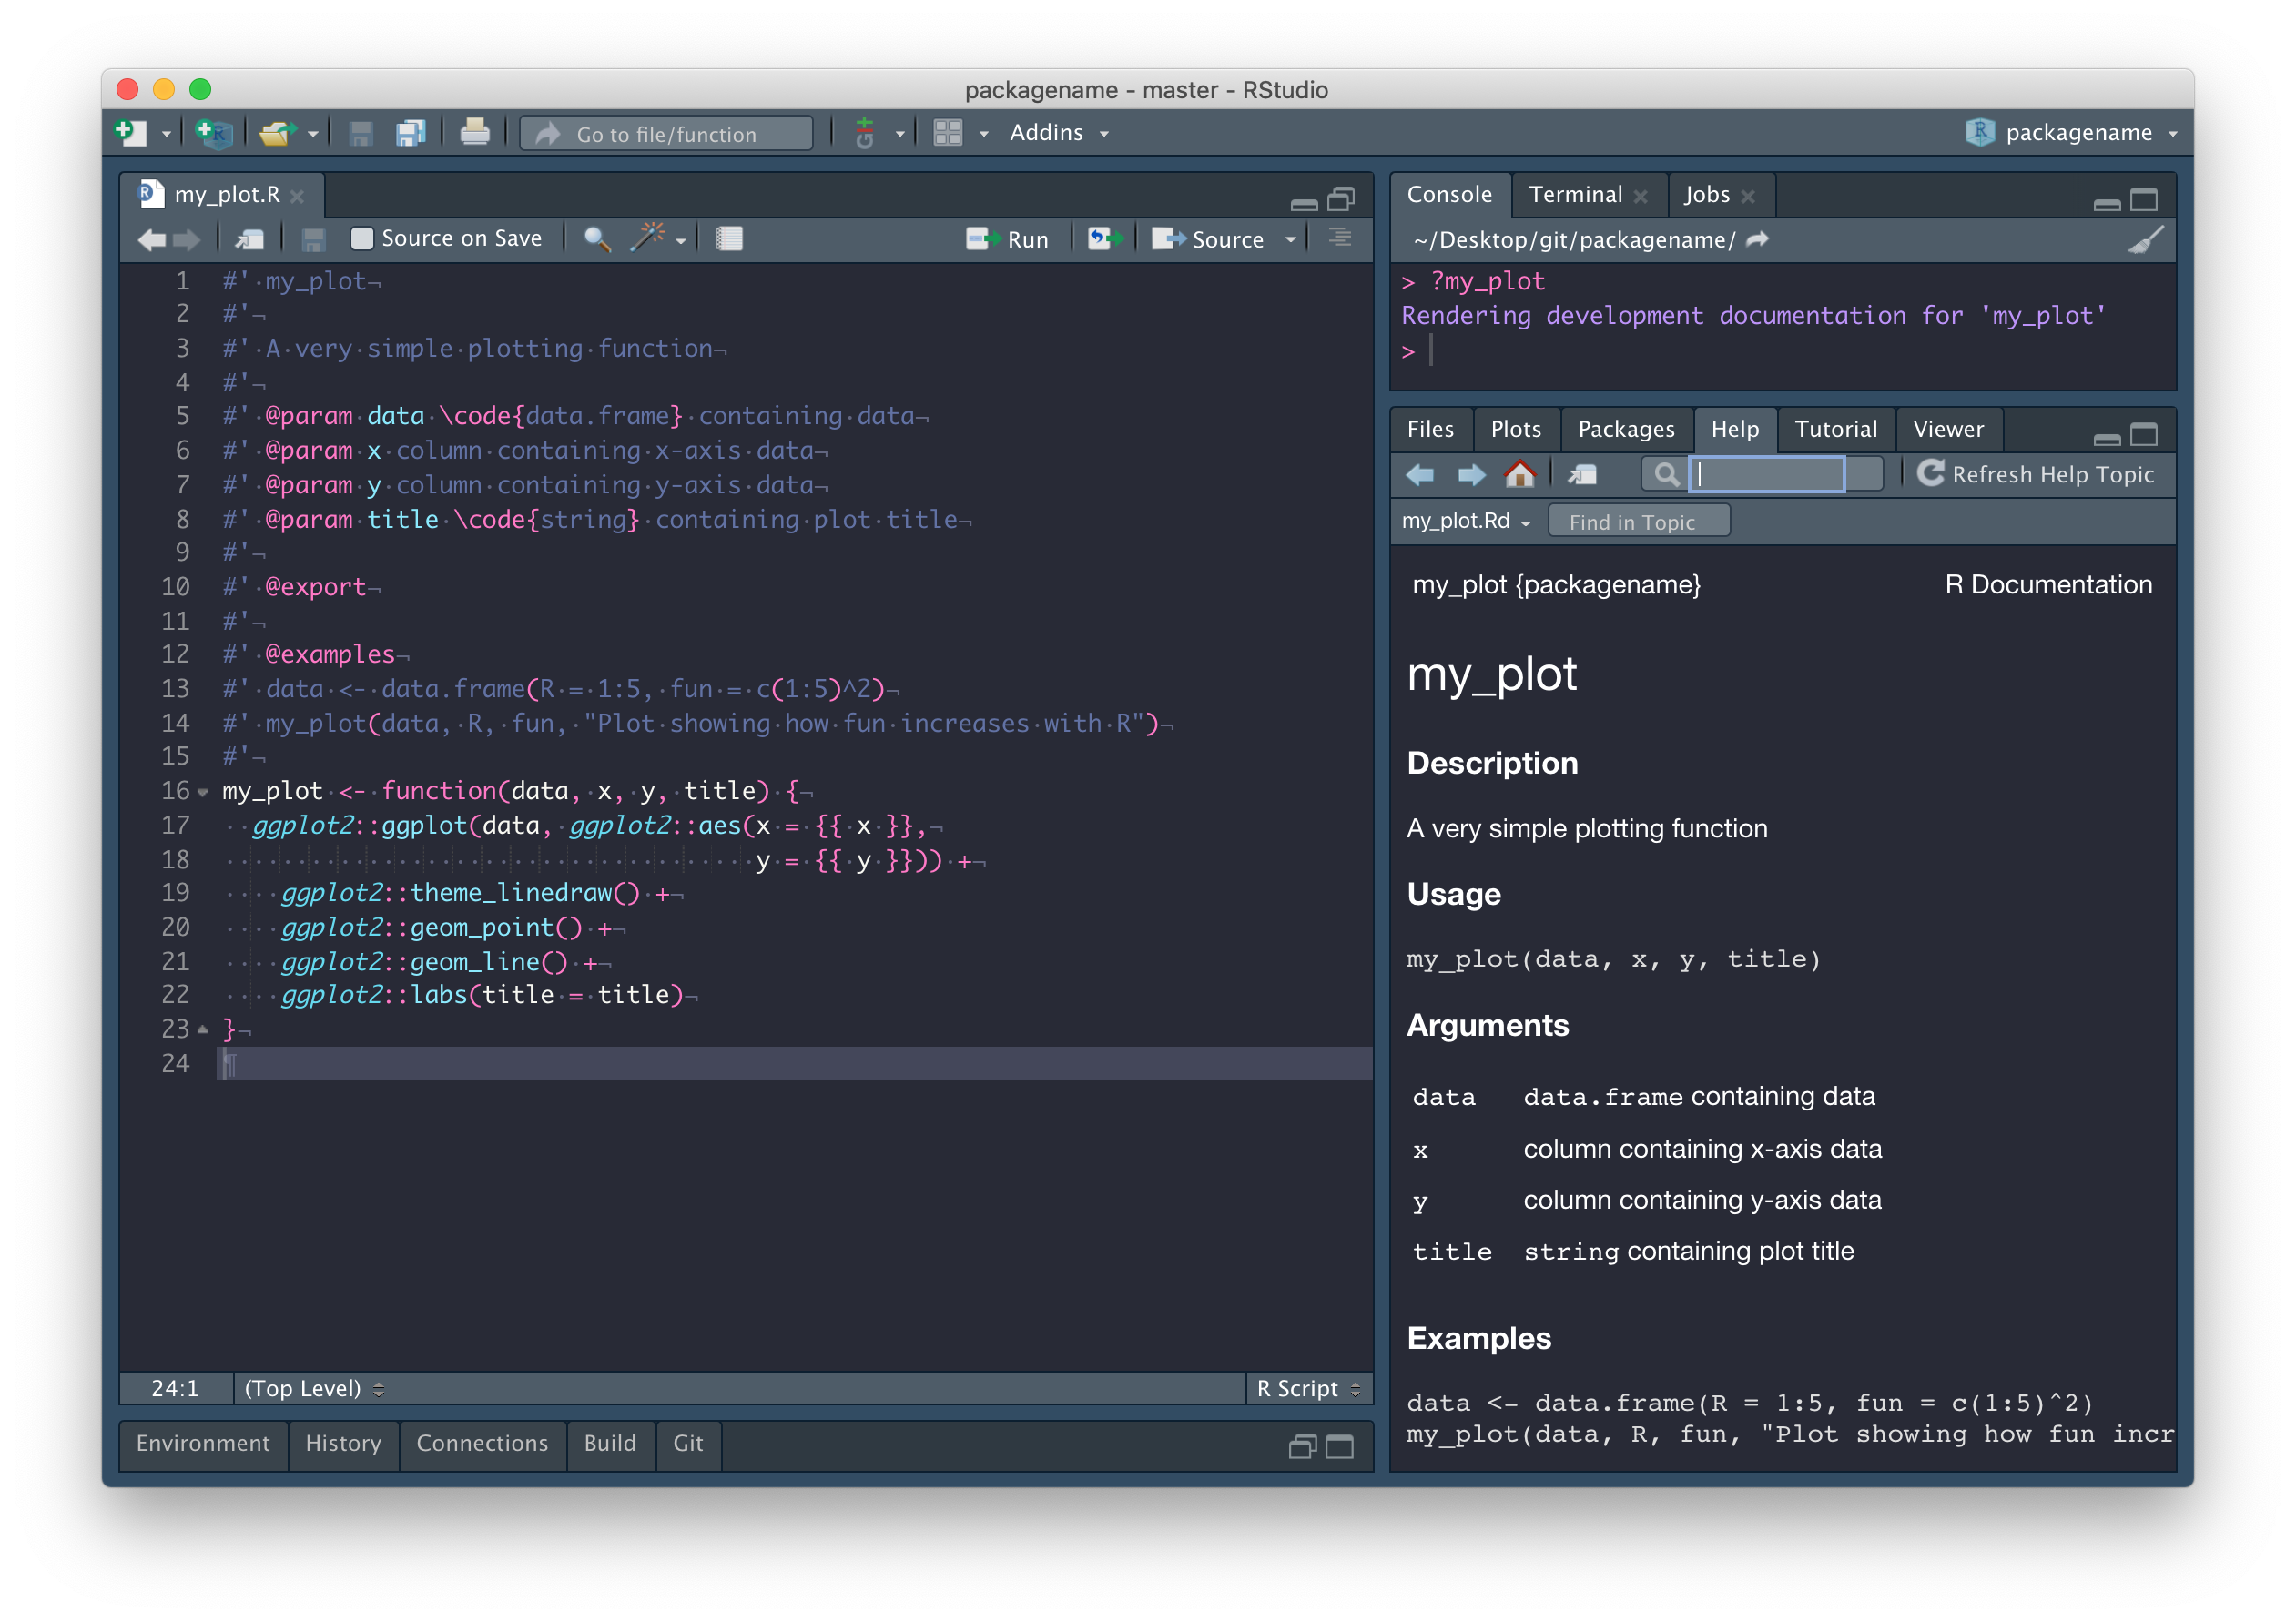 packagename - master - RStudio
Go to file/function
Addins
packagename
my_plot.R
Source on Save
Run
Source
1 #' my_plot
2 #'
3 #' A very simple plotting function
4 #'
5 #' @param data \code{data.frame} containing data
6 #' @param x column containing x-axis data
7 #' @param y column containing y-axis data
8 #' @param title \code{string} containing plot title
9 #'
10 #' @export
11 #'
12 #' @examples
13 #' data <- data.frame(R = 1:5, fun = c(1:5)^2)
14 #' my_plot(data, R, fun, "Plot showing how fun increases with R")
15 #'
16 my_plot <- function(data, x, y, title) {
17   ggplot2::ggplot(data, ggplot2::aes(x = {{ x }},
18                                      y = {{ y }})) +
19     ggplot2::theme_linedraw() +
20     ggplot2::geom_point() +
21     ggplot2::geom_line() +
22     ggplot2::labs(title = title)
23 }
24
24:1 (Top Level) R Script
Environment History Connections Build Git
Console Terminal Jobs
~/Desktop/git/packagename/
> ?my_plot
Rendering development documentation for 'my_plot'
>
Files Plots Packages Help Tutorial Viewer
Refresh Help Topic
my_plot.Rd Find in Topic
my_plot {packagename} R Documentation
my_plot
Description
A very simple plotting function
Usage
my_plot(data, x, y, title)
Arguments
data data.frame containing data
x column containing x-axis data
y column containing y-axis data
title string containing plot title
Examples
data <- data.frame(R = 1:5, fun = c(1:5)^2)
my_plot(data, R, fun, "Plot showing how fun incr